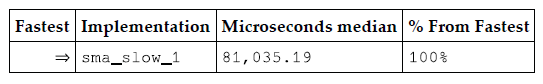 Fastest Implementation Microseconds median % From Fastest
⇒ sma_slow_1 81,035.19 100%